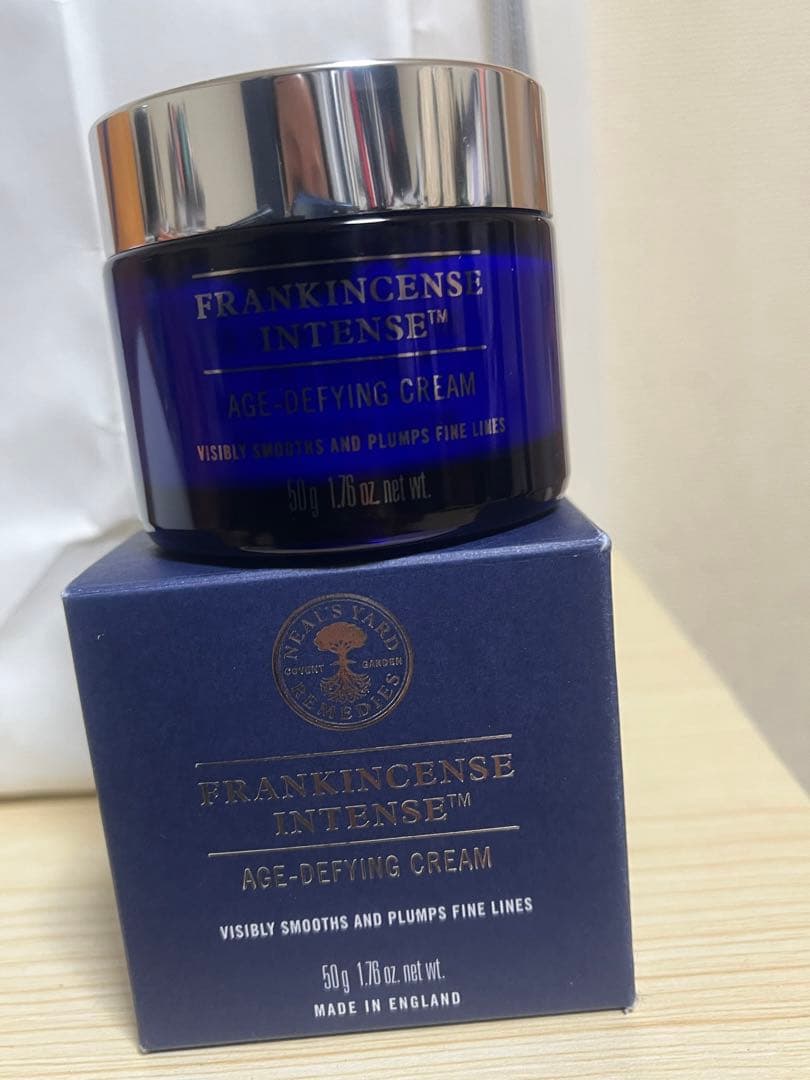 FRANKINCENSE
INTENSE™
AGE-DEFYING CREAM
VISIBLY SMOOTHS AND PLUMPS FINE LINES
50 g 1.76 oz. net wt.
NEAL'S YARD
COVENT GARDEN
REMEDIES
FRANKINCENSE
INTENSE™
AGE-DEFYING CREAM
VISIBLY SMOOTHS AND PLUMPS FINE LINES
50 g 1.76 oz. net wt.
MADE IN ENGLAND